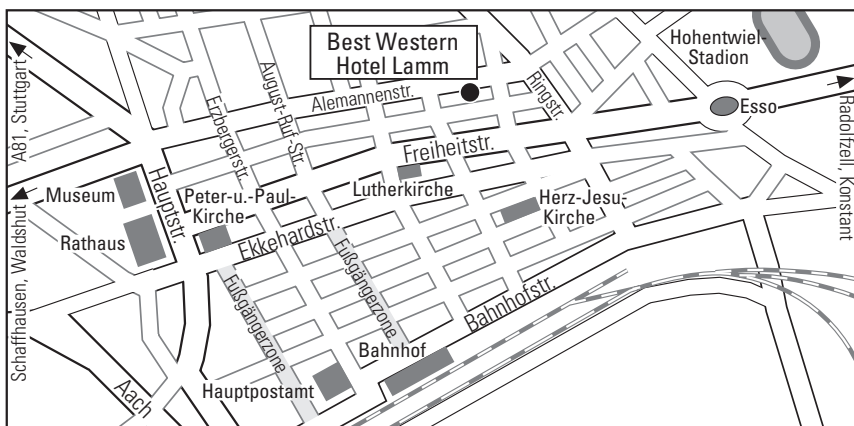 Best Western
Hotel Lamm
Hohentwiel-
Stadion
A81, Stuttgart
Erzbergerstr.
August-Ruf-Str.
Alemannenstr.
Ringstr.
Esso
Radolfzell, Konstant
Freiheitstr.
Museum
Hauptstr.
Peter-u.-Paul-
Kirche
Lutherkirche
Herz-Jesu-
Kirche
Rathaus
Ekkehardstr.
Schaffhausen, Waldshut
Fußgängerzone
Fußgängerzone
Bahnhofstr.
Bahnhof
Hauptpostamt
Aach